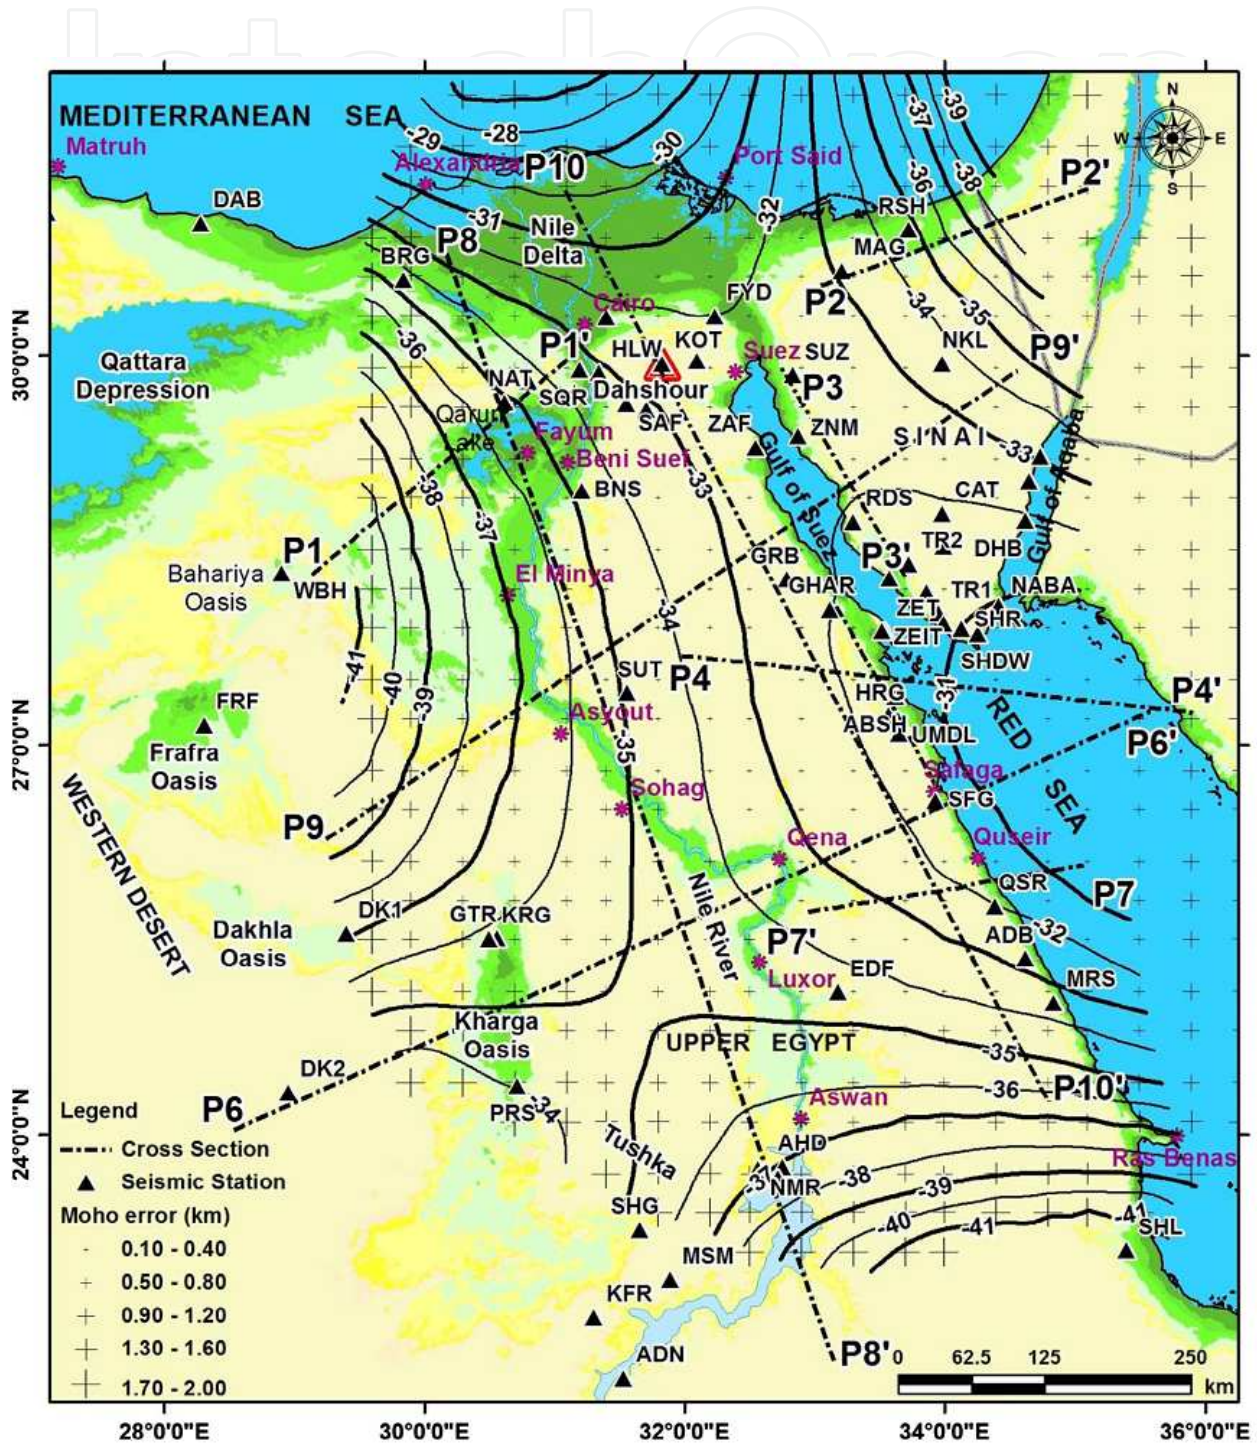 IntechOpen
MEDITERRANEAN SEA
Matruh
-29
-28
-30
-37
-39
Alexandria
P10
Port Said
-36
-38
P2'
N
W
E
S
DAB
-31
Nile
Delta
-32
RSH
MAG
BRG
P8
P2
-34
-35
FYD
Cairo
-36
P1'
HLW
KOT
Suez
SUZ
NKL
P9'
Qattara
Depression
NAT
SQR
Dahshour
P3
Qarun
Lake
SAF
ZAF
ZNM
SINAI
-33
Fayum
Beni Suef
BNS
-38
-37
-33
Gulf of Suez
RDS
CAT
Gulf of Aqaba
P1
Bahariya
Oasis
WBH
El Minya
GRB
GHAR
P3'
TR2
DHB
TR1
NABA
ZET
SHR
ZEIT
SHDW
-34
-41
-40
-39
SUT
P4
HRG
-31
P4'
FRF
Frafra
Oasis
Asyout
ABSH
UMDL
RED
SEA
P6'
-35
Sohag
Safaga
SFG
WESTERN DESERT
P9
Qena
Quseir
QSR
P7
DK1
GTR
KRG
Nile River
Dakhla
Oasis
P7'
Luxor
EDF
ADB
-32
MRS
Kharga
Oasis
UPPER EGYPT
-35
-36
P10'
DK2
P6
PRS
-34
Aswan
Tushka
AHD
-37
NMR
-38
-39
-40
-41
-41
Ras Benas
SHG
SHL
MSM
KFR
ADN
P8'
Legend
Cross Section
Seismic Station
Moho error (km)
0.10 - 0.40
0.50 - 0.80
0.90 - 1.20
1.30 - 1.60
1.70 - 2.00
0 62.5 125 250
km
30°0'0"N
27°0'0"N
24°0'0"N
28°0'0"E 30°0'0"E 32°0'0"E 34°0'0"E 36°0'0"E